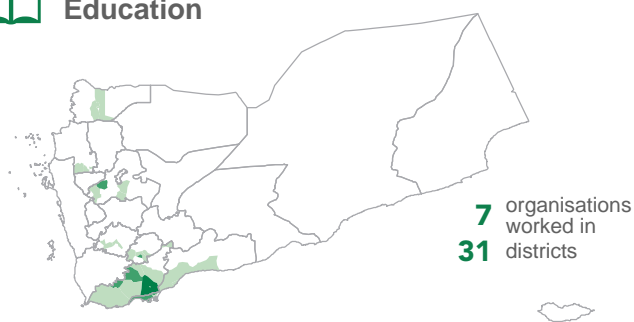 Education
7 organisations
worked in
31 districts